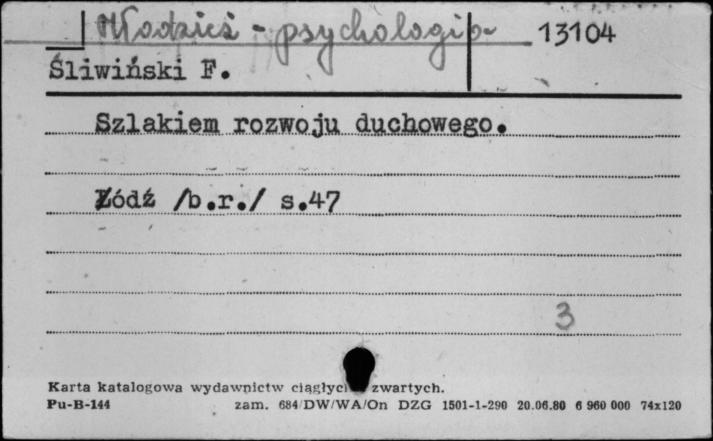 Młodzież - psychologia 13104
Śliwiński F.
Szlakiem rozwoju duchowego.
Łódź /b.r./ s.47
3
Karta katalogowa wydawnictw ciągłych zwartych.
Pu-B-144 zam. 684/DW/WA/On DZG 1501-1-290 20.06.80 6 960 000 74x120